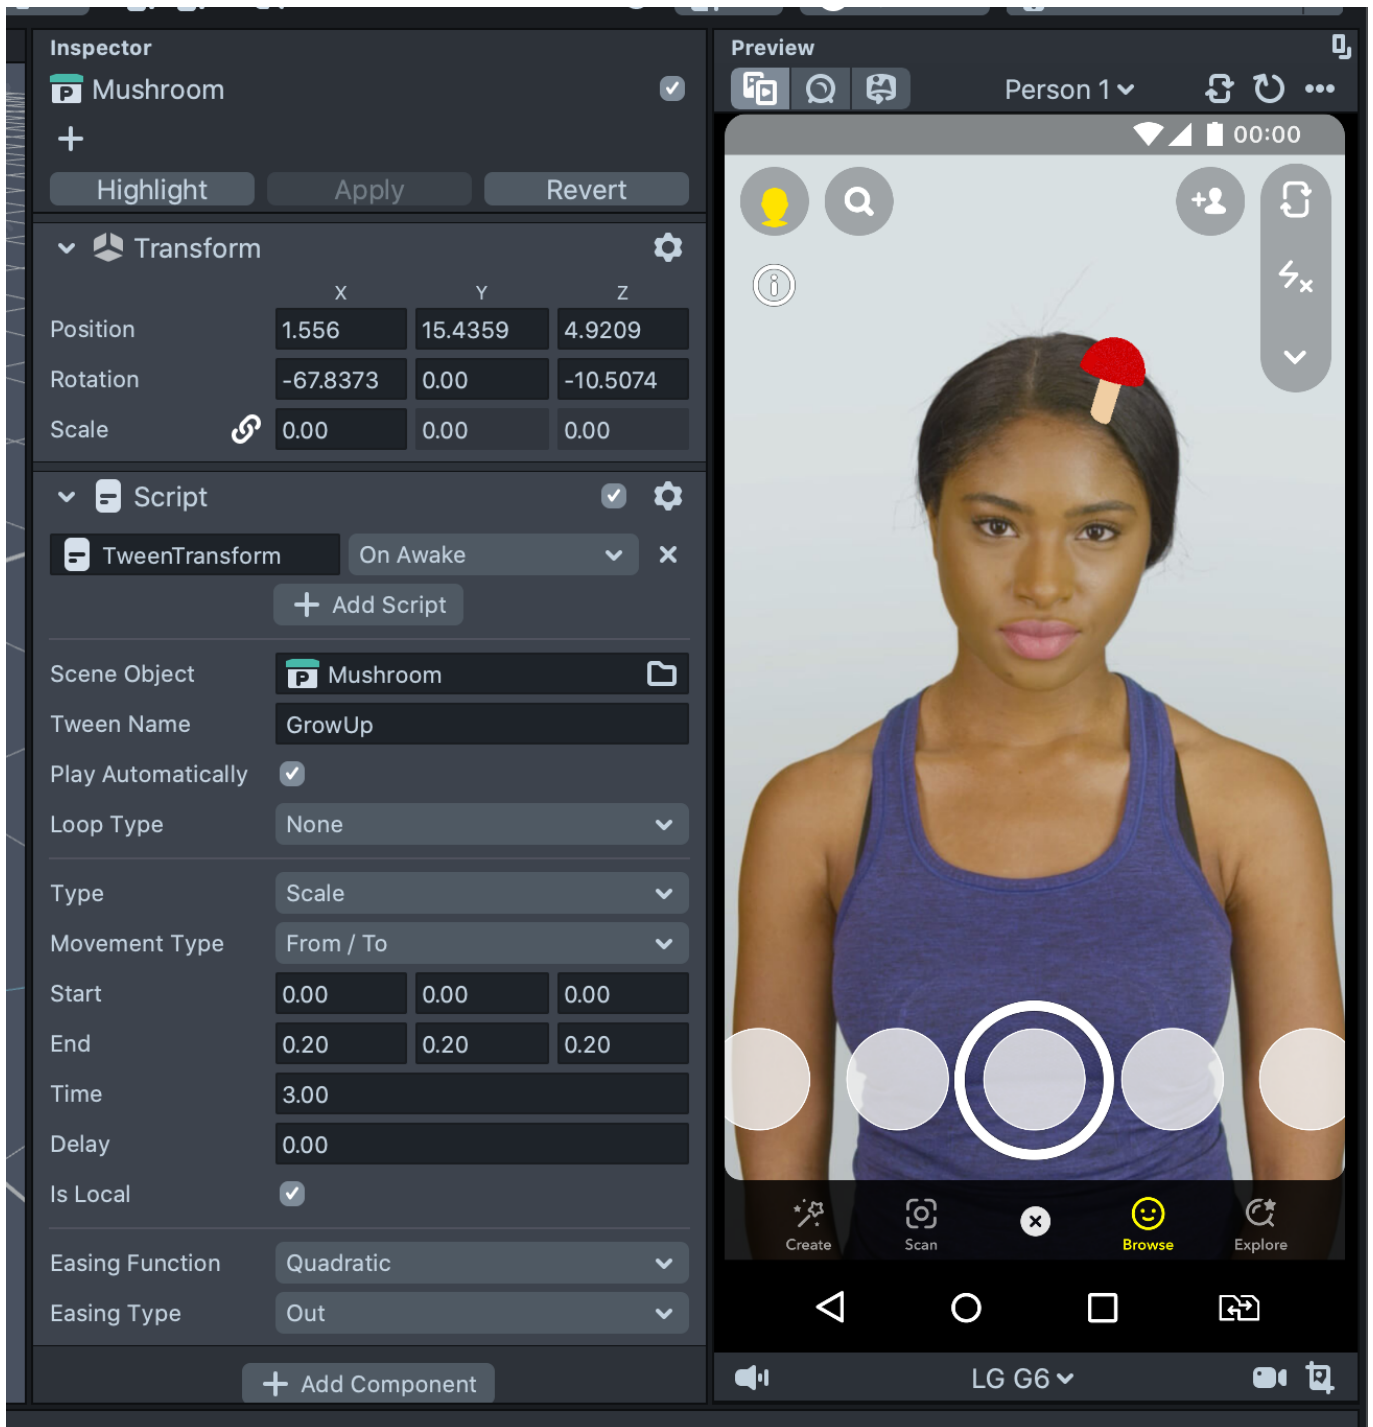 Inspector
Mushroom
Highlight Apply Revert
Transform
X Y Z
Position 1.556 15.4359 4.9209
Rotation -67.8373 0.00 -10.5074
Scale 0.00 0.00 0.00
Script
TweenTransform On Awake
+ Add Script
Scene Object P Mushroom
Tween Name GrowUp
Play Automatically
Loop Type None
Type Scale
Movement Type From / To
Start 0.00 0.00 0.00
End 0.20 0.20 0.20
Time 3.00
Delay 0.00
Is Local
Easing Function Quadratic
Easing Type Out
+ Add Component
Preview
Person 1
00:00
Create Scan Browse Explore
LG G6